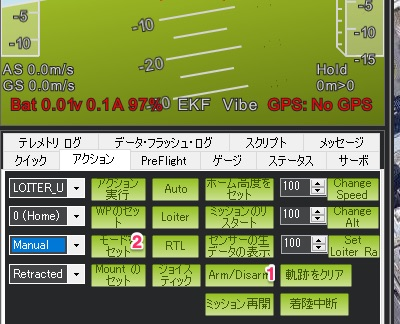 -5
-5
-10
-10
-10
-15
-20
AS 0.0m/s
GS 0.0m/s
Hold
0m>0
Bat 0.01v 0.1 A 97% EKF Vibe GPS: No GPS
テレメトリ ログ データ・フラッシュ・ログ スクリプト メッセージ
クイック アクション PreFlight ゲージ ステータス サーボ
LOITER_U アクション実行 Auto ホーム高度をセット 100 Change Speed
0 (Home) WPのセット Loiter ミッションのリスタート 100 Change Alt
Manual モードのセット 2 RTL センサーの生データの表示 100 Set Loiter Ra
Retracted Mount のセット ジョイスティック Arm/Disarm 1 軌跡をクリア
ミッション再開 着陸中断